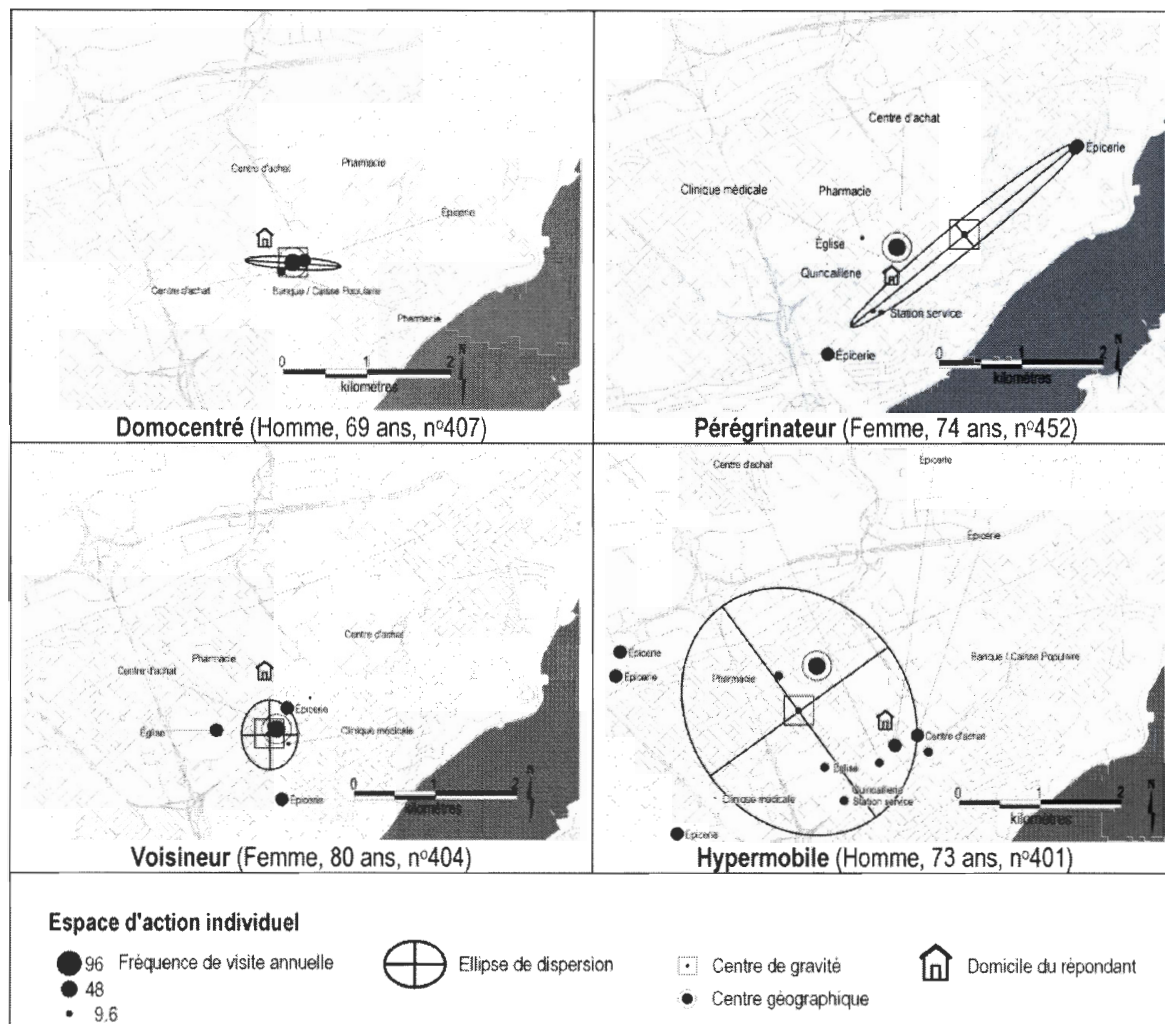 Centre d'achat
Pharmacie
Épicerie
Centre d'achat
Banque / Caisse Populaire
Pharmacie
0 1 2
kilomètres
N
Domocentré (Homme, 69 ans, nº407)
Centre d'achat
Épicerie
Clinique médicale
Pharmacie
Église
Quincaillerie
Station service
Épicerie
0 1 2
kilomètres
N
Pérégrinateur (Femme, 74 ans, nº452)
Centre d'achat
Centre d'achat
Pharmacie
Épicerie
Église
Clinique médicale
Épicerie
0 1 2
kilomètres
N
Voisineur (Femme, 80 ans, nº404)
Centre d'achat
Épicerie
Épicerie
Épicerie
Banque / Caisse Populaire
Épicerie
Pharmacie
Centre d'achat
Église
Quincaillerie
Clinique médicale
Station service
Épicerie
0 1 2
kilomètres
N
Hypermobile (Homme, 73 ans, nº401)
Espace d'action individuel
96 Fréquence de visite annuelle
48
9.6
Ellipse de dispersion
Centre de gravité
Centre géographique
Domicile du répondant